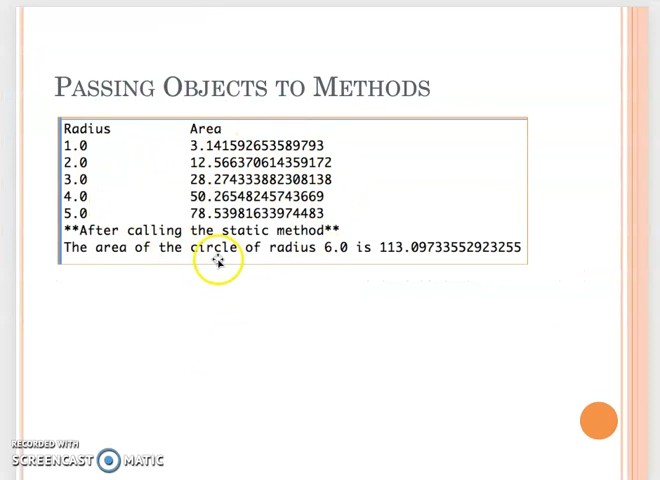 PASSING OBJECTS TO METHODS
Radius Area
1.0 3.141592653589793
2.0 12.566370614359172
3.0 28.274333882308138
4.0 50.26548245743669
5.0 78.53981633974483
**After calling the static method**
The area of the circle of radius 6.0 is 113.09733552923255
RECORDED WITH
SCREENCAST MATIC